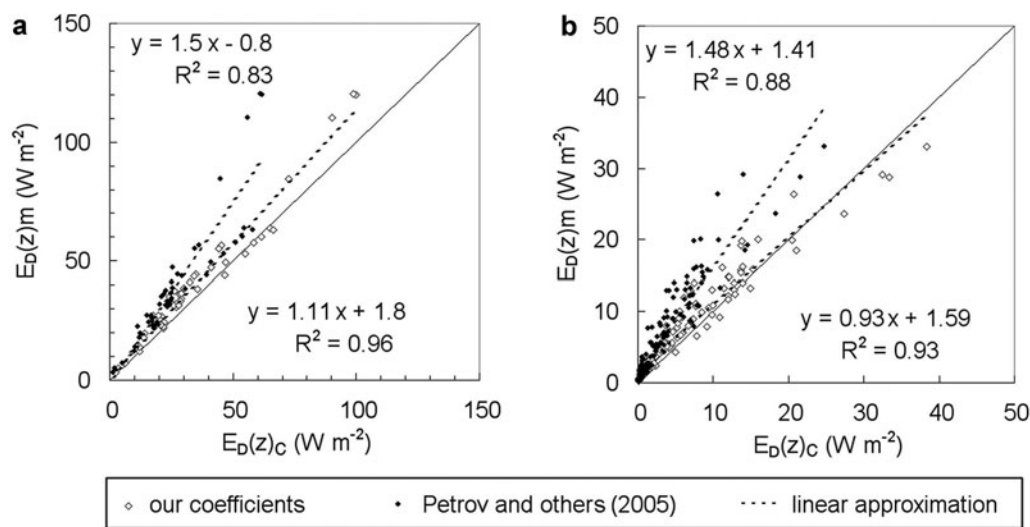 a
150
100
50
0
0
50
100
150
y = 1.5 x - 0.8
R² = 0.83
y = 1.11x + 1.8
R² = 0.96
E_D(z)m (W m⁻²)
E_D(z)_C (W m⁻²)
b
50
40
30
20
10
0
0
10
20
30
40
50
y = 1.48x + 1.41
R² = 0.88
y = 0.93x + 1.59
R² = 0.93
E_D(z)m (W m⁻²)
E_D(z)_C (W m⁻²)
our coefficients Petrov and others (2005) linear approximation